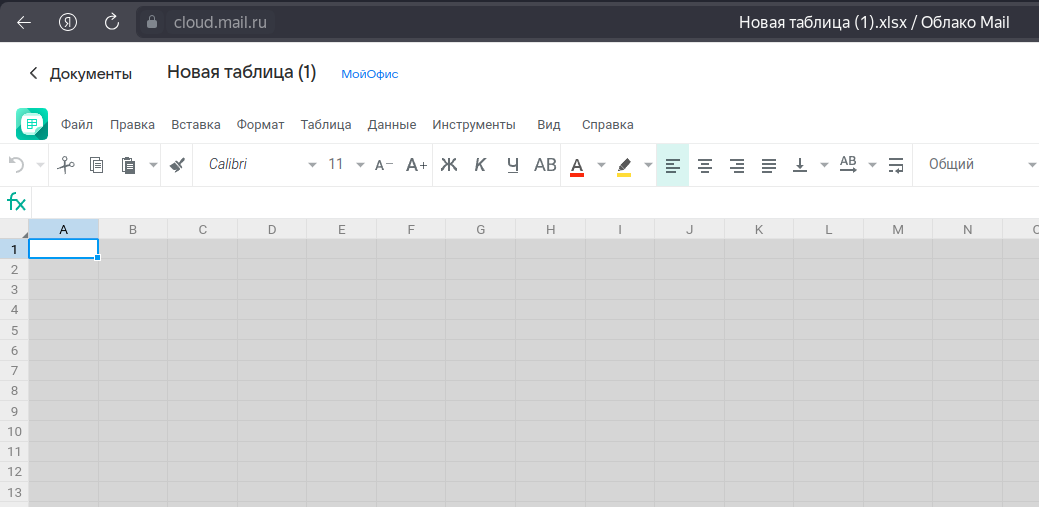 Я cloud.mail.ru Новая таблица (1).xlsx / Облако Mail
Документы Новая таблица (1) МойОфис
Файл Правка Вставка Формат Таблица Данные Инструменты Вид Справка
Calibri 11 A− A+ Ж К Ч АВ А АВ Общий
fx
A B C D E F G H I J K L M N
1
2
3
4
5
6
7
8
9
10
11
12
13